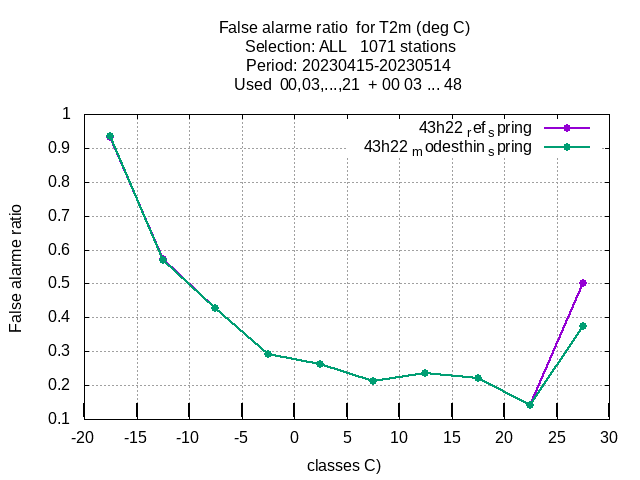 False alarme ratio  for T2m (deg C)
Selection: ALL   1071 stations
Period: 20230415-20230514
Used  00,03,...,21  + 00 03 ... 48
43h22 ref spring
43h22 modesthin spring
False alarme ratio
1
0.9
0.8
0.7
0.6
0.5
0.4
0.3
0.2
0.1
-20 -15 -10 -5 0 5 10 15 20 25 30
classes C)